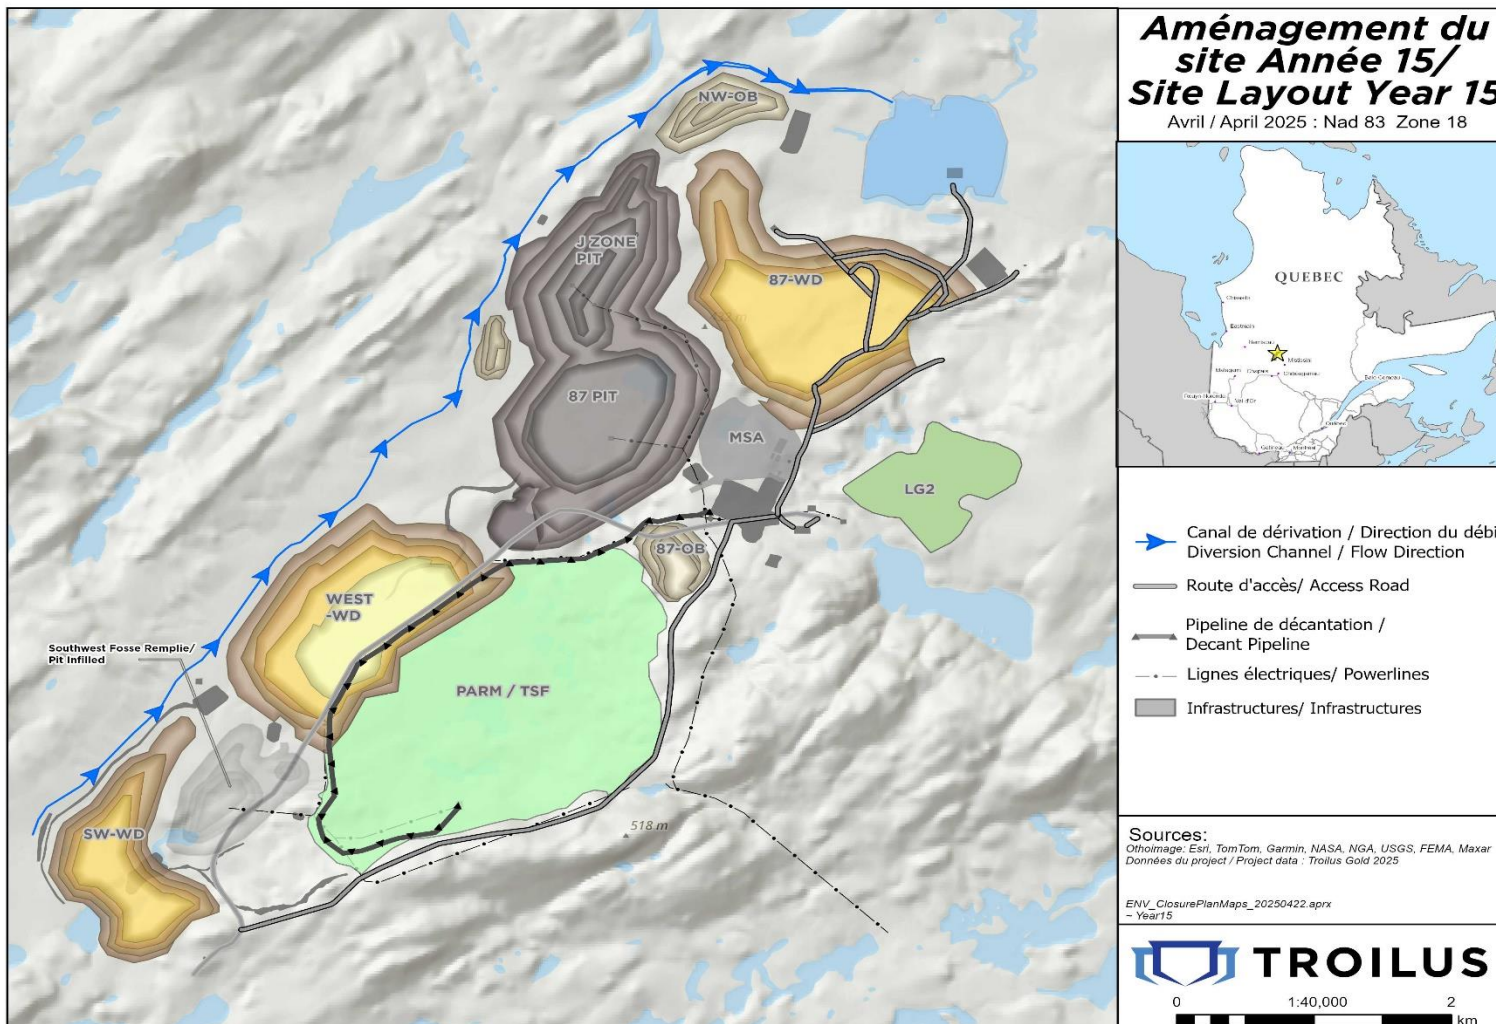 Aménagement du
site Année 15/
Site Layout Year 15
Avril / April 2025 : Nad 83 Zone 18
NW-OB
J ZONE
PIT
87-WD
87 PIT
MSA
LG2
87-OB
WEST
-WD
Southwest Fosse Remplie/
Pit Infilled
PARM / TSF
SW-WD
518 m
QUEBEC
Val d'Or
Québec
Montreal
Canal de dérivation / Direction du débi
Diversion Channel / Flow Direction
Route d'accès/ Access Road
Pipeline de décantation /
Decant Pipeline
Lignes électriques/ Powerlines
Infrastructures/ Infrastructures
Sources:
Othoimage: Esri, TomTom, Garmin, NASA, NGA, USGS, FEMA, Maxar
Données du project / Project data : Troilus Gold 2025
ENV_ClosurePlanMaps_20250422.aprx
~ Year15
TROILUS
0 1:40,000 2
km